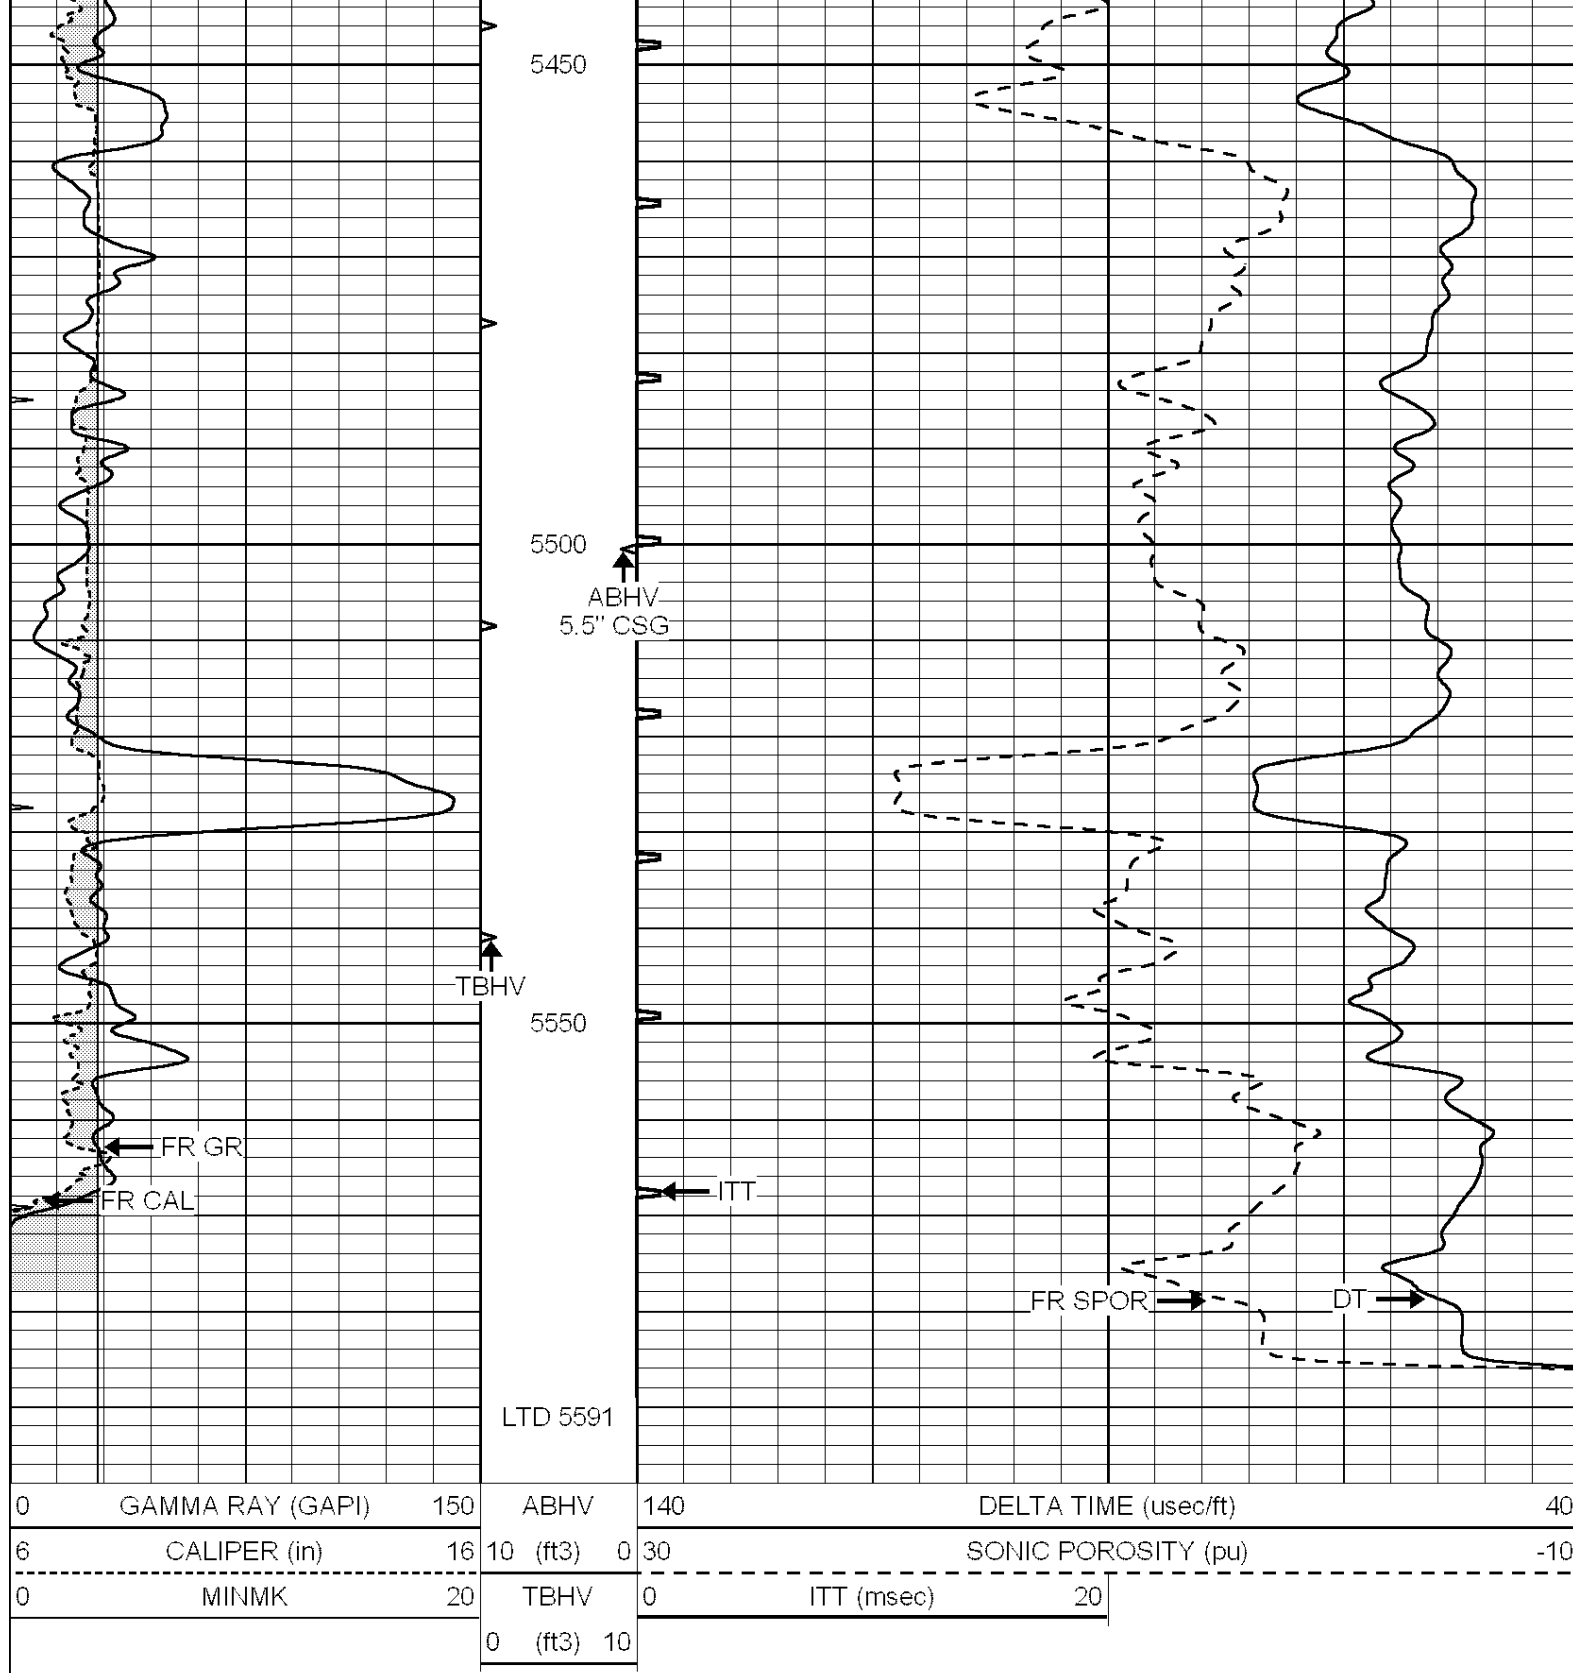 5450
5500
ABHV
5.5" CSG
TBHV
5550
FR GR
FR CAL
ITT
FR SPOR
DT
LTD 5591
0 GAMMA RAY (GAPI) 150
ABHV
140 DELTA TIME (usec/ft) 40
6 CALIPER (in) 16
10 (ft3) 0
30 SONIC POROSITY (pu) -10
0 MINMK 20
TBHV
0 ITT (msec) 20
0 (ft3) 10